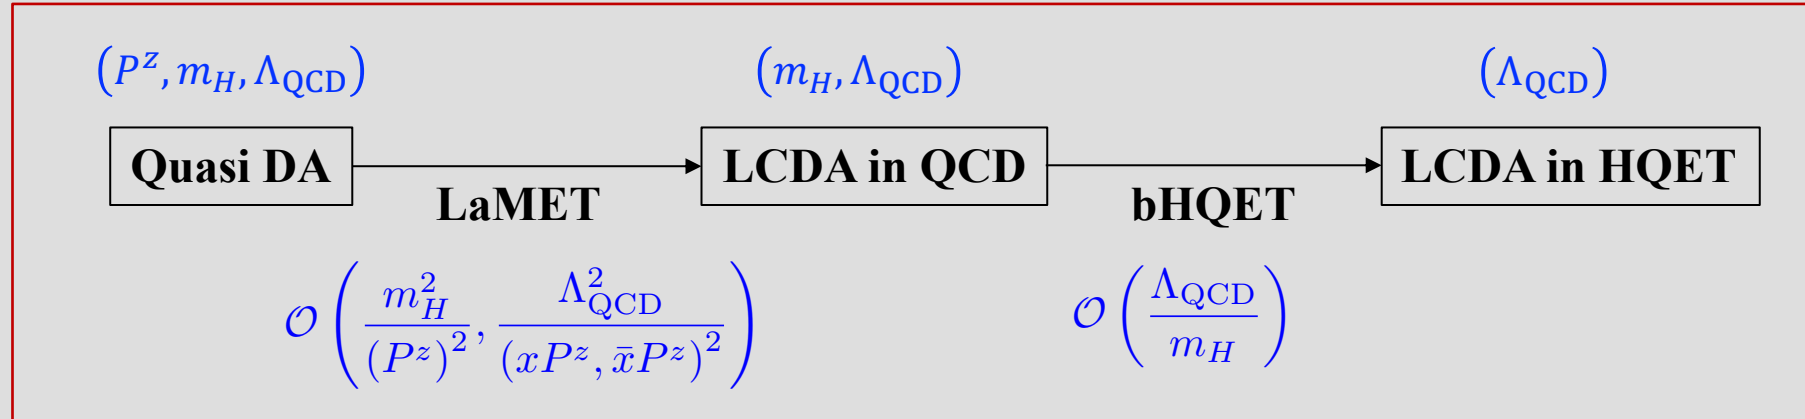 (P^z, m_H, Λ_QCD) (m_H, Λ_QCD) (Λ_QCD)
Quasi DA LCDA in QCD LCDA in HQET
LaMET bHQET
𝒪(m_H^2/(P^z)^2, Λ_QCD^2/(xP^z, x̄P^z)^2) 𝒪(Λ_QCD/m_H)